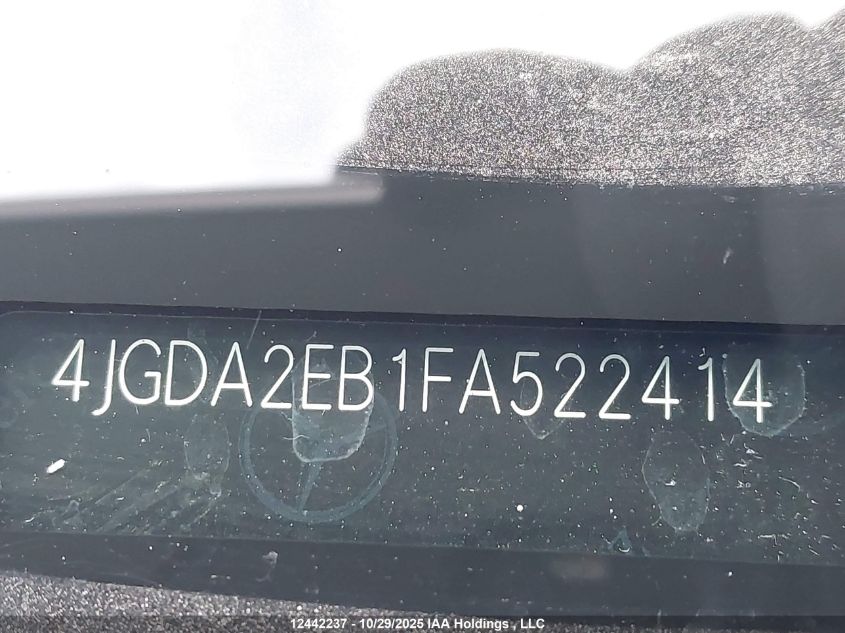 4JGDA2EB1FA522414
12442237 - 10/29/2025 IAA Holdings , LLC